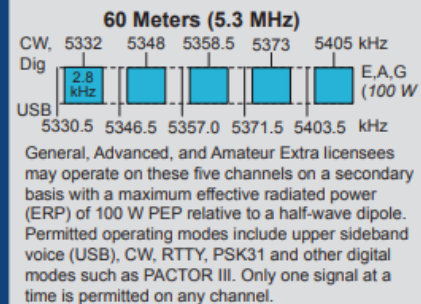 60 Meters (5.3 MHz)
CW, 5332 5348 5358.5 5373 5405 kHz
Dig
2.8
kHz
E,A,G
(100 W
USB
5330.5 5346.5 5357.0 5371.5 5403.5 kHz
General, Advanced, and Amateur Extra licensees
may operate on these five channels on a secondary
basis with a maximum effective radiated power
(ERP) of 100 W PEP relative to a half-wave dipole.
Permitted operating modes include upper sideband
voice (USB), CW, RTTY, PSK31 and other digital
modes such as PACTOR III. Only one signal at a
time is permitted on any channel.